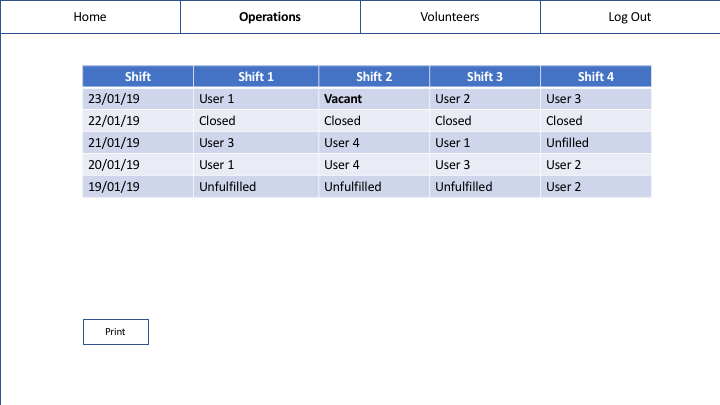 Home Operations Volunteers Log Out
Shift Shift 1 Shift 2 Shift 3 Shift 4
23/01/19 User 1 Vacant User 2 User 3
22/01/19 Closed Closed Closed Closed
21/01/19 User 3 User 4 User 1 Unfilled
20/01/19 User 1 User 4 User 3 User 2
19/01/19 Unfulfilled Unfulfilled Unfulfilled User 2
Print